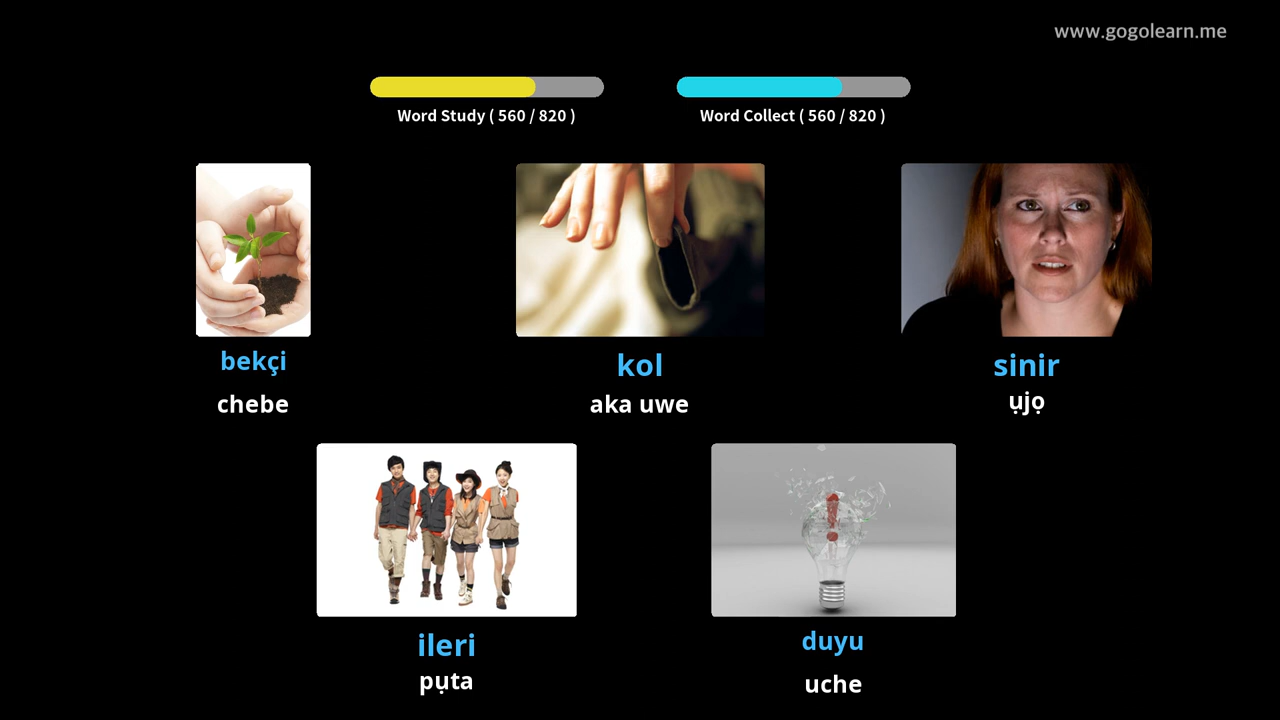 www.gogolearn.me
Word Study ( 560 / 820 )
Word Collect ( 560 / 820 )
bekçi
chebe
kol
aka uwe
sinir
ụjọ
ileri
pụta
duyu
uche